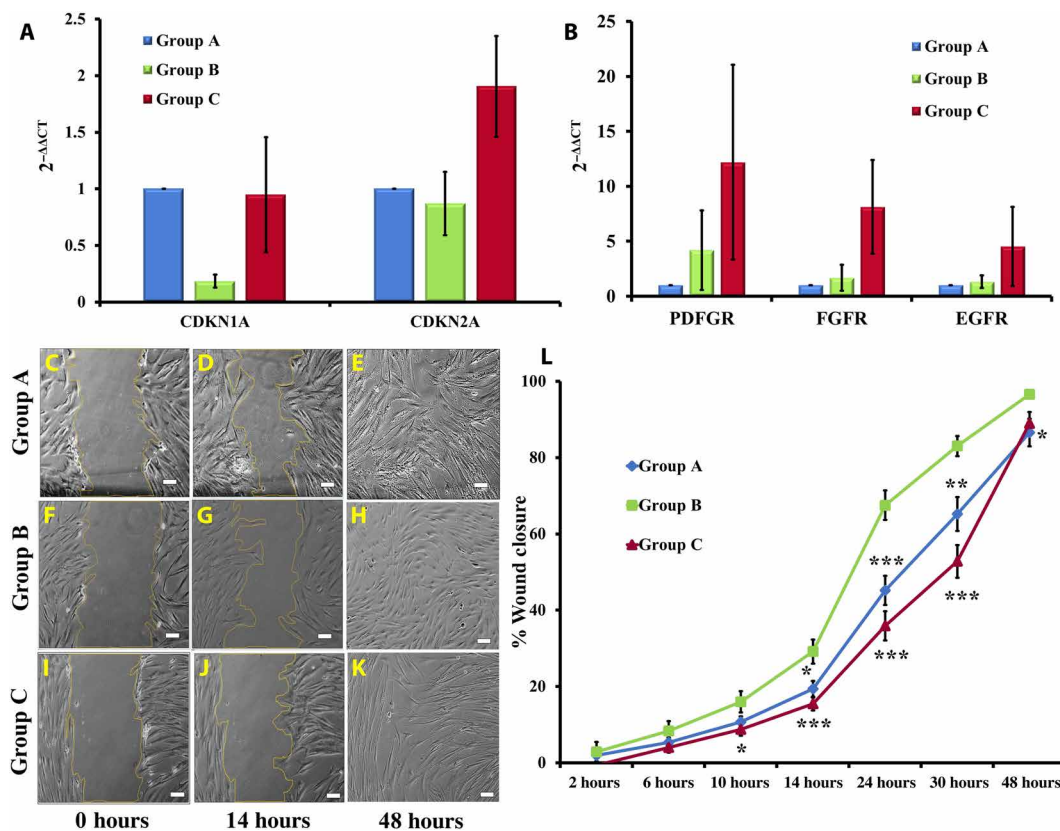 A
2.5
2
1.5
1
0.5
0
2-ΔΔCT
Group A
Group B
Group C
CDKN1A
CDKN2A
B
25
20
15
10
5
0
2-ΔΔCT
Group A
Group B
Group C
PDFGR
FGFR
EGFR
Group A
C
D
E
Group B
F
G
H
Group C
I
J
K
0 hours
14 hours
48 hours
L
100
80
60
40
20
0
% Wound closure
Group A
Group B
Group C
*
*
***
***
***
**
***
*
2 hours
6 hours
10 hours
14 hours
24 hours
30 hours
48 hours